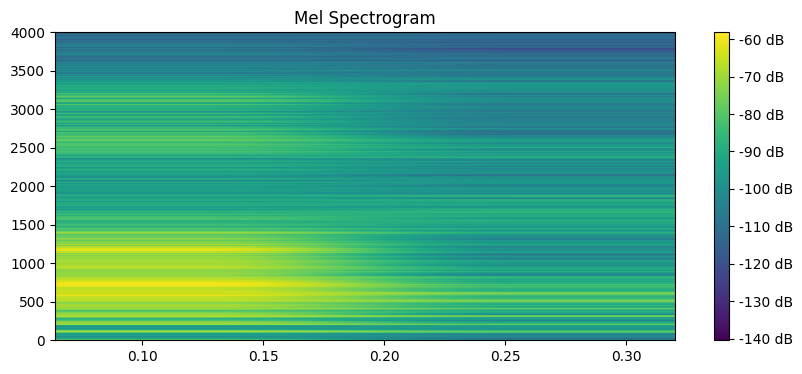 Mel Spectrogram
4000
3500
3000
2500
2000
1500
1000
500
0
0.10 0.15 0.20 0.25 0.30
-60 dB
-70 dB
-80 dB
-90 dB
-100 dB
-110 dB
-120 dB
-130 dB
-140 dB